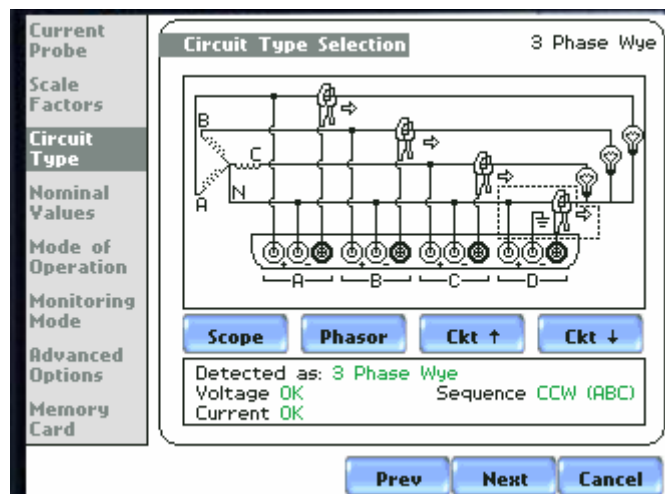 Current
Probe
Scale
Factors
Circuit
Type
Nominal
Values
Mode of
Operation
Monitoring
Mode
Advanced
Options
Memory
Card
Circuit Type Selection
3 Phase Wye
B
C
N
A
A
B
C
D
Scope
Phasor
Ckt ↑
Ckt ↓
Detected as: 3 Phase Wye
Voltage OK Sequence CCW (ABC)
Current OK
Prev
Next
Cancel